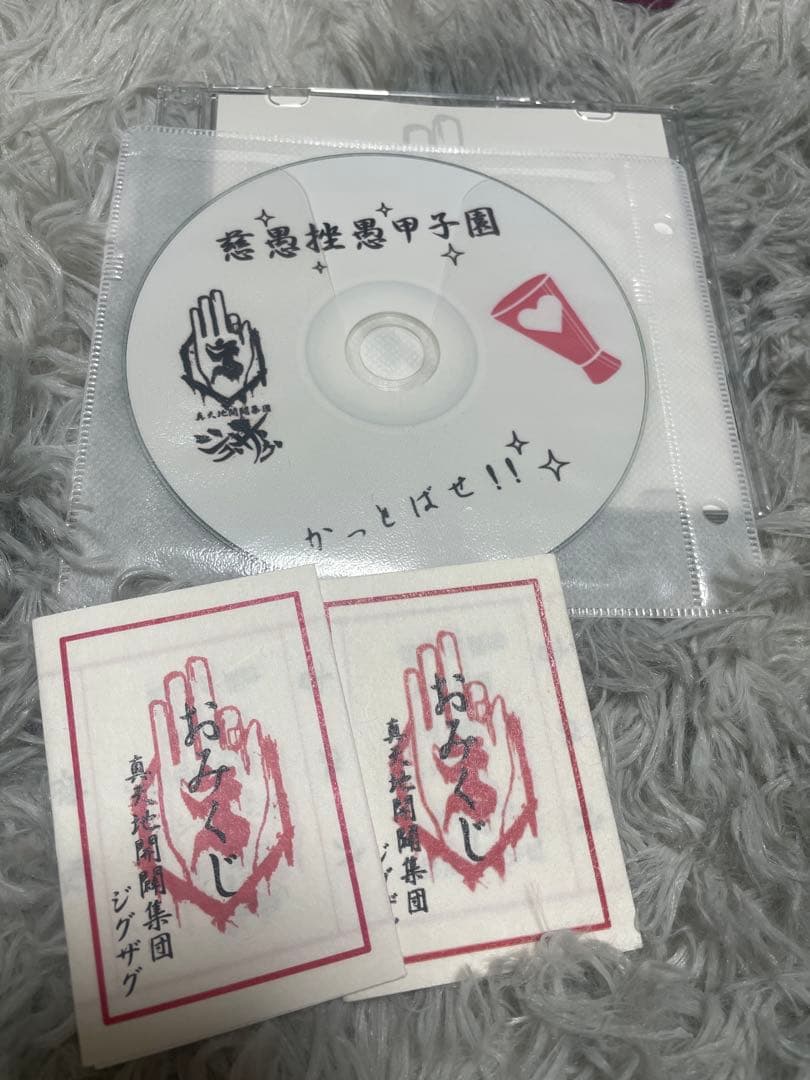 慈愚挫愚甲子園
真天地開闢集団
ジグザグ
かっとばせ!!
おみくじ
真天地開闢集団
ジグザグ
おみくじ
真天地開闢集団